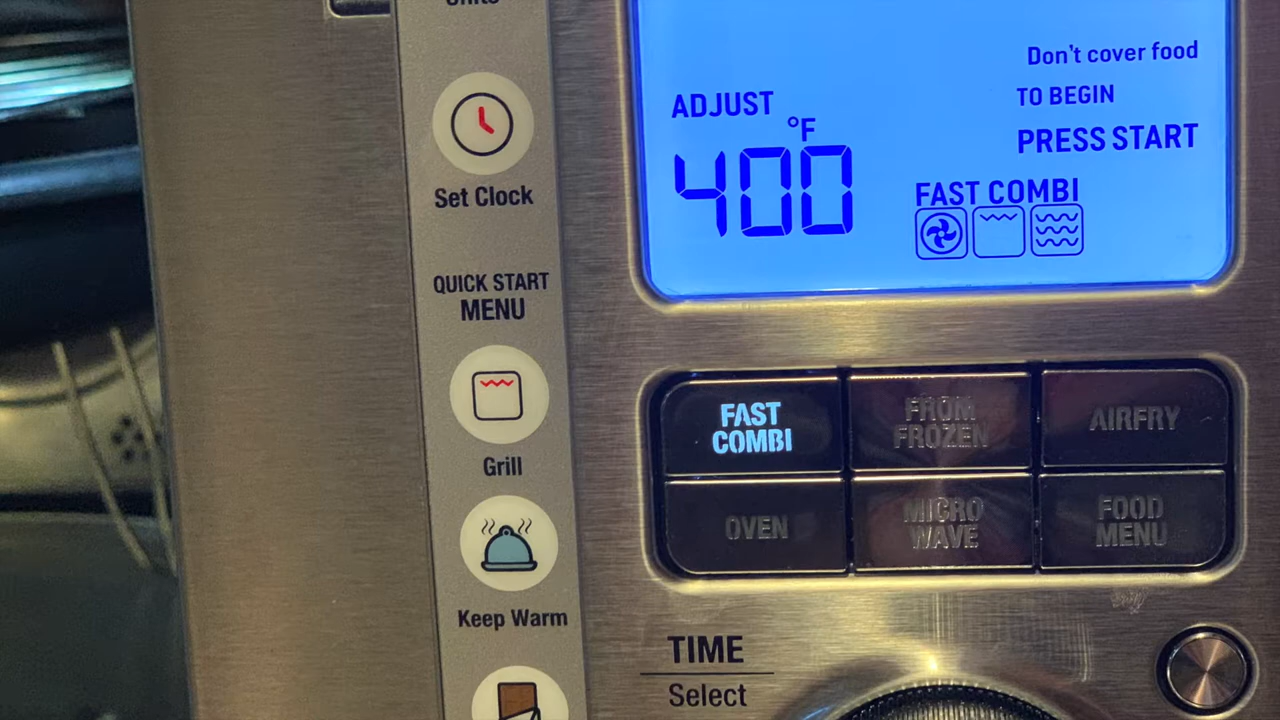 Units
Set Clock
QUICK START
MENU
Grill
Keep Warm
Don't cover food
TO BEGIN
PRESS START
ADJUST
°F
400
FAST COMBI
FAST
COMBI
FROM
FROZEN
AIRFRY
OVEN
MICRO
WAVE
FOOD
MENU
TIME
Select